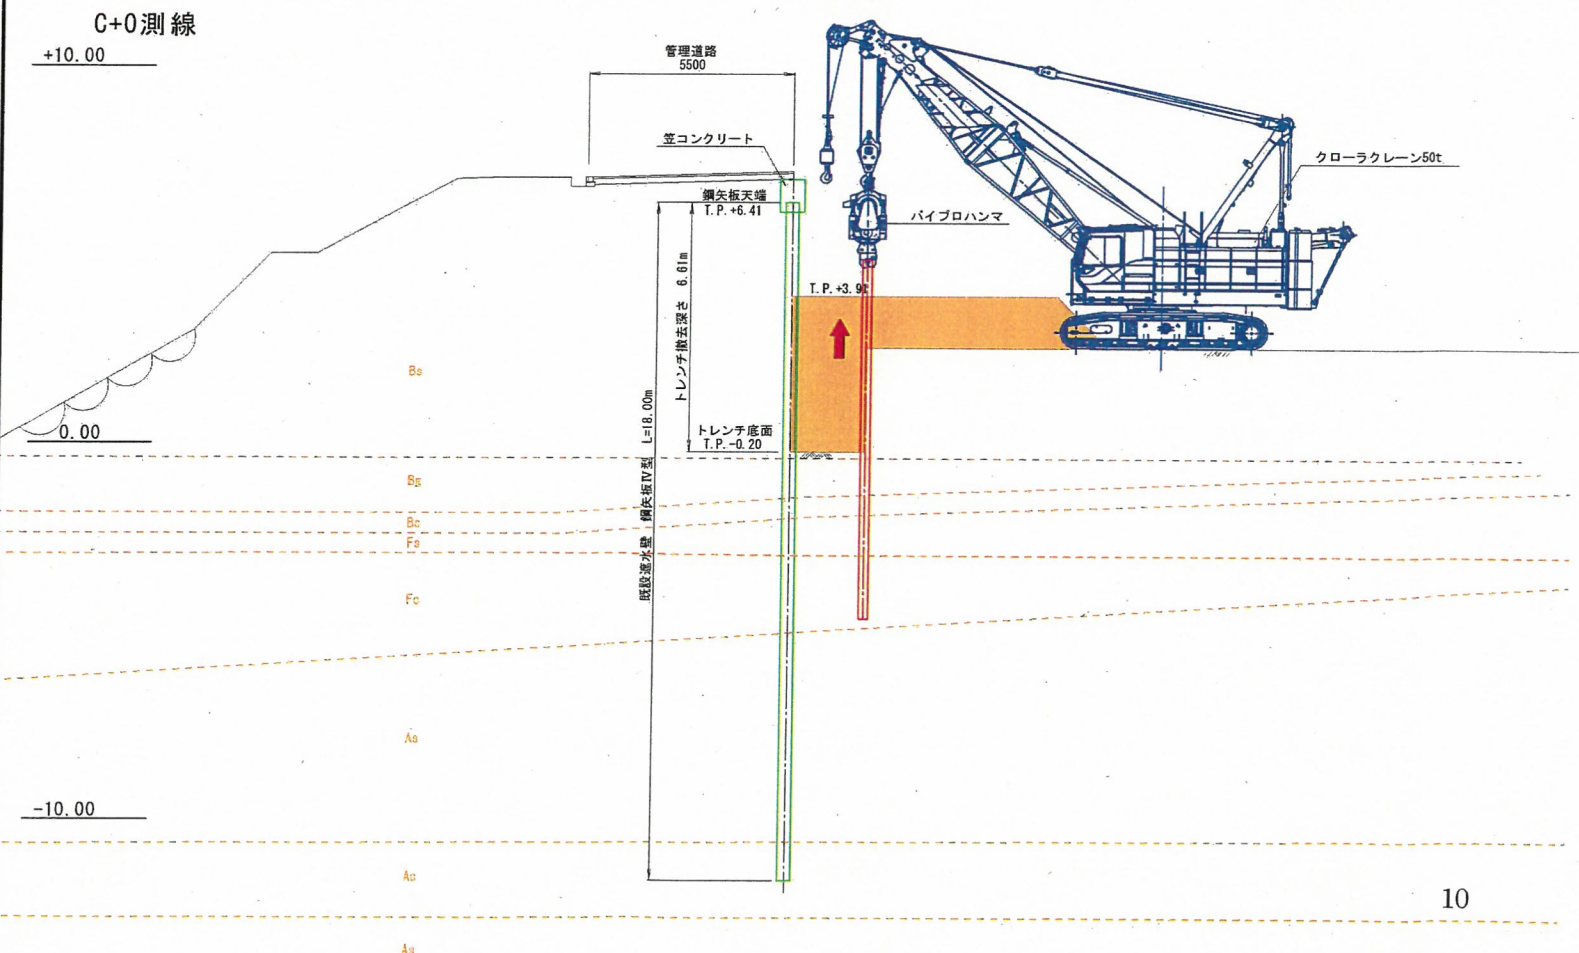 C+0測線
+10.00
管理道路
5500
笠コンクリート
クローラクレーン50t
鋼矢板天端
T.P.+6.41
バイブロハンマ
トレンチ撤去深さ 6.61m
T.P.+3.91
Bs
既設遮水壁 鋼矢板Ⅳ型 L=18.00m
0.00
トレンチ底面
T.P.-0.20
Bg
Bc
Fs
Fc
As
-10.00
Ac
10
As